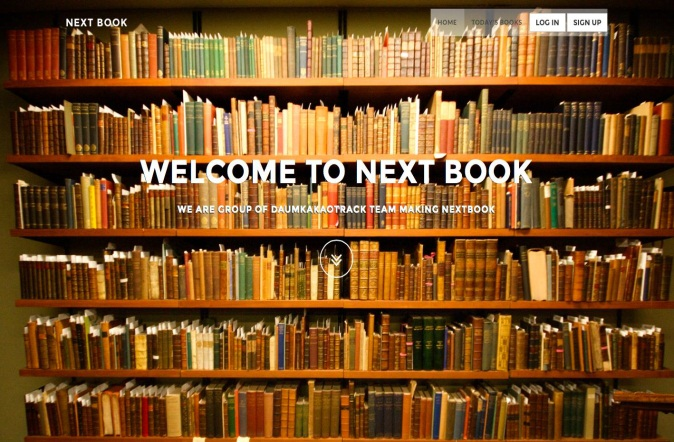 NEXT BOOK
HOME TODAY'S BOOKS LOG IN SIGN UP
WELCOME TO NEXT BOOK
WE ARE GROUP OF DAUMKAKAOTRACK TEAM MAKING NEXTBOOK